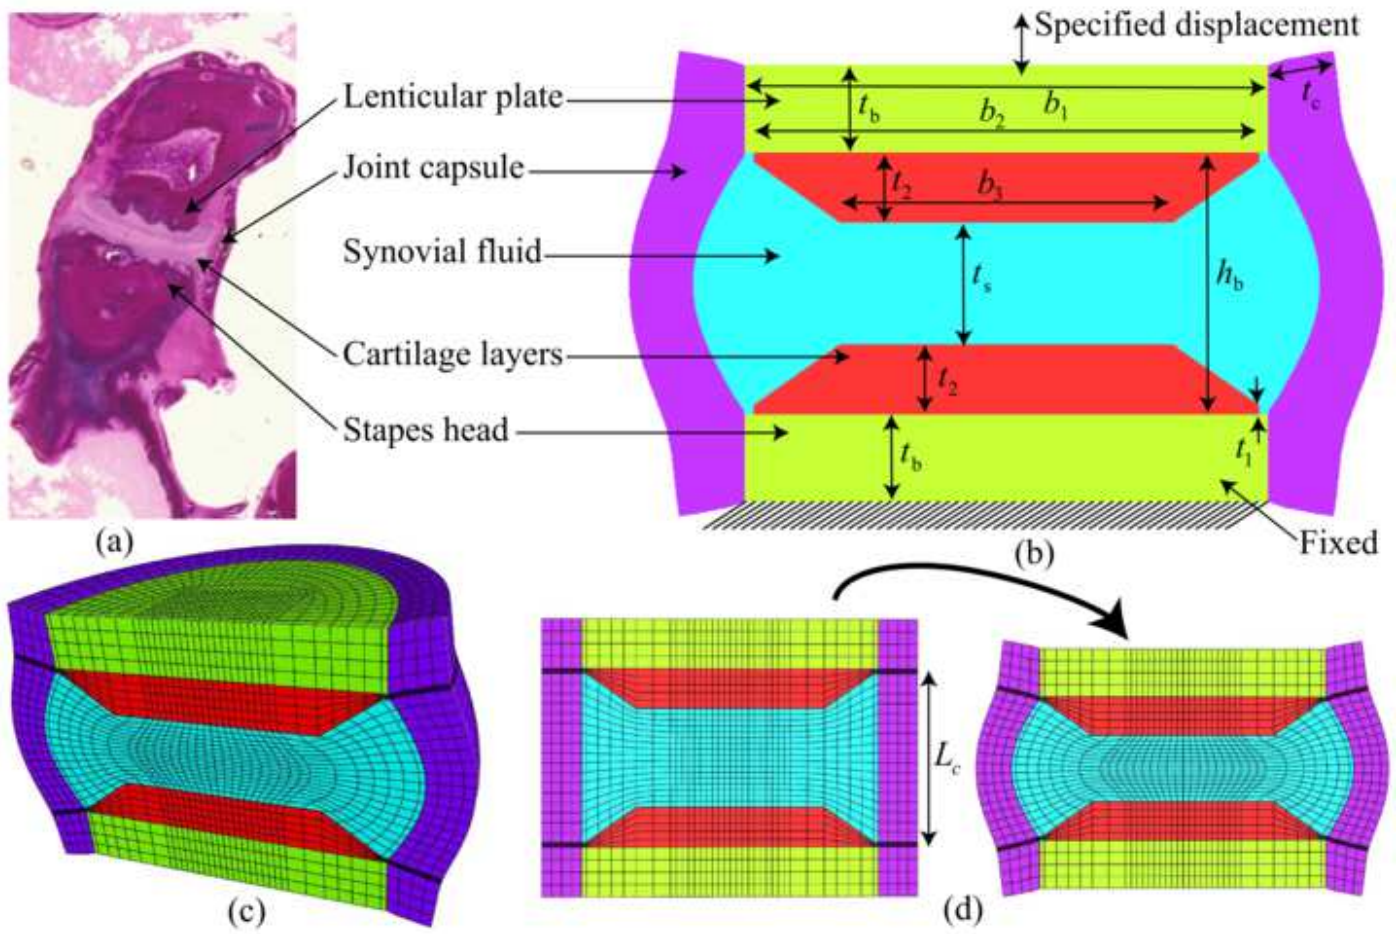 Specified displacement
Lenticular plate
t_b
b_1
b_2
t_c
Joint capsule
t_2
b_3
Synovial fluid
t_s
h_b
Cartilage layers
t_2
Stapes head
t_b
t_1
(a)
(b)
Fixed
L_c
(c)
(d)